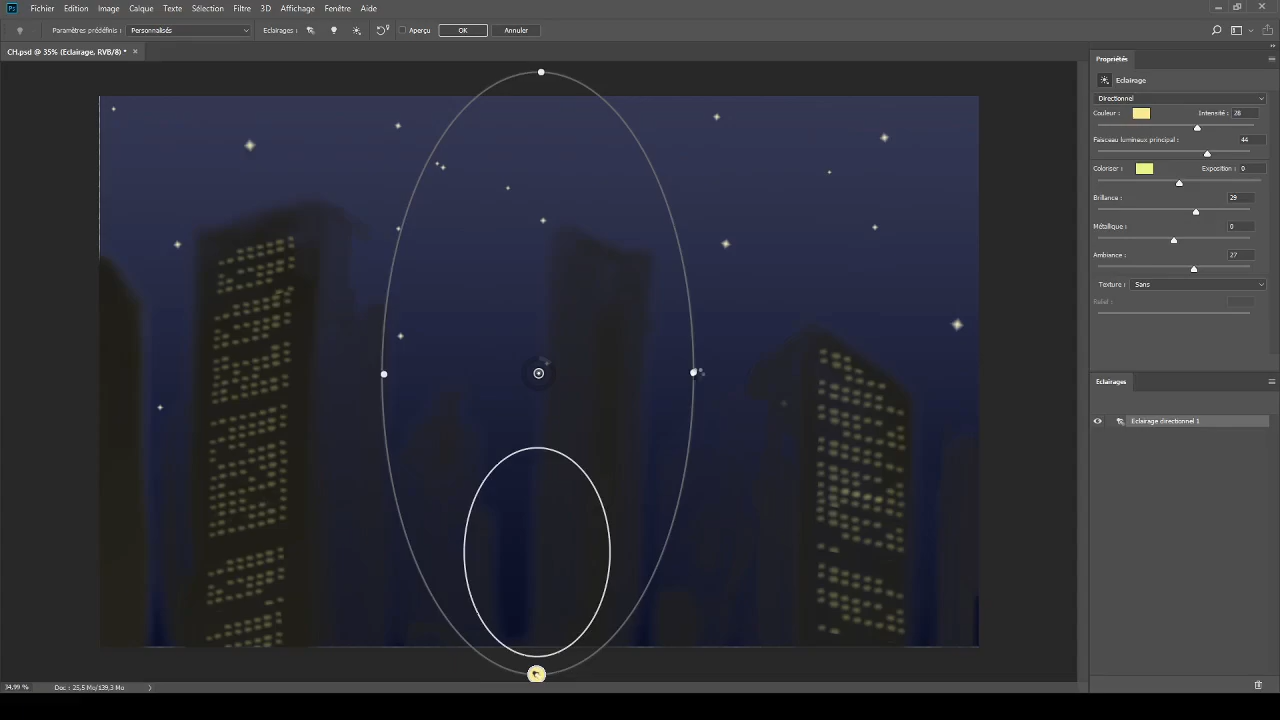 Ps Fichier Edition Image Calque Texte Sélection Filtre 3D Affichage Fenêtre Aide
Paramètres prédéfinis : Personnalisés Eclairages : Aperçu OK Annuler
CH.psd @ 35% (Eclairage, RVB/8) * ×
Propriétés
Eclairage
Directionnel
Couleur : Intensité : 28
Faisceau lumineux principal : 44
Coloriser : Exposition : 0
Brillance : 29
Métallique : 0
Ambiance : 27
Texture : Sans
Relief :
Eclairages
Eclairage directionnel 1
34,99 % Doc : 25,5 Mo/139,3 Mo